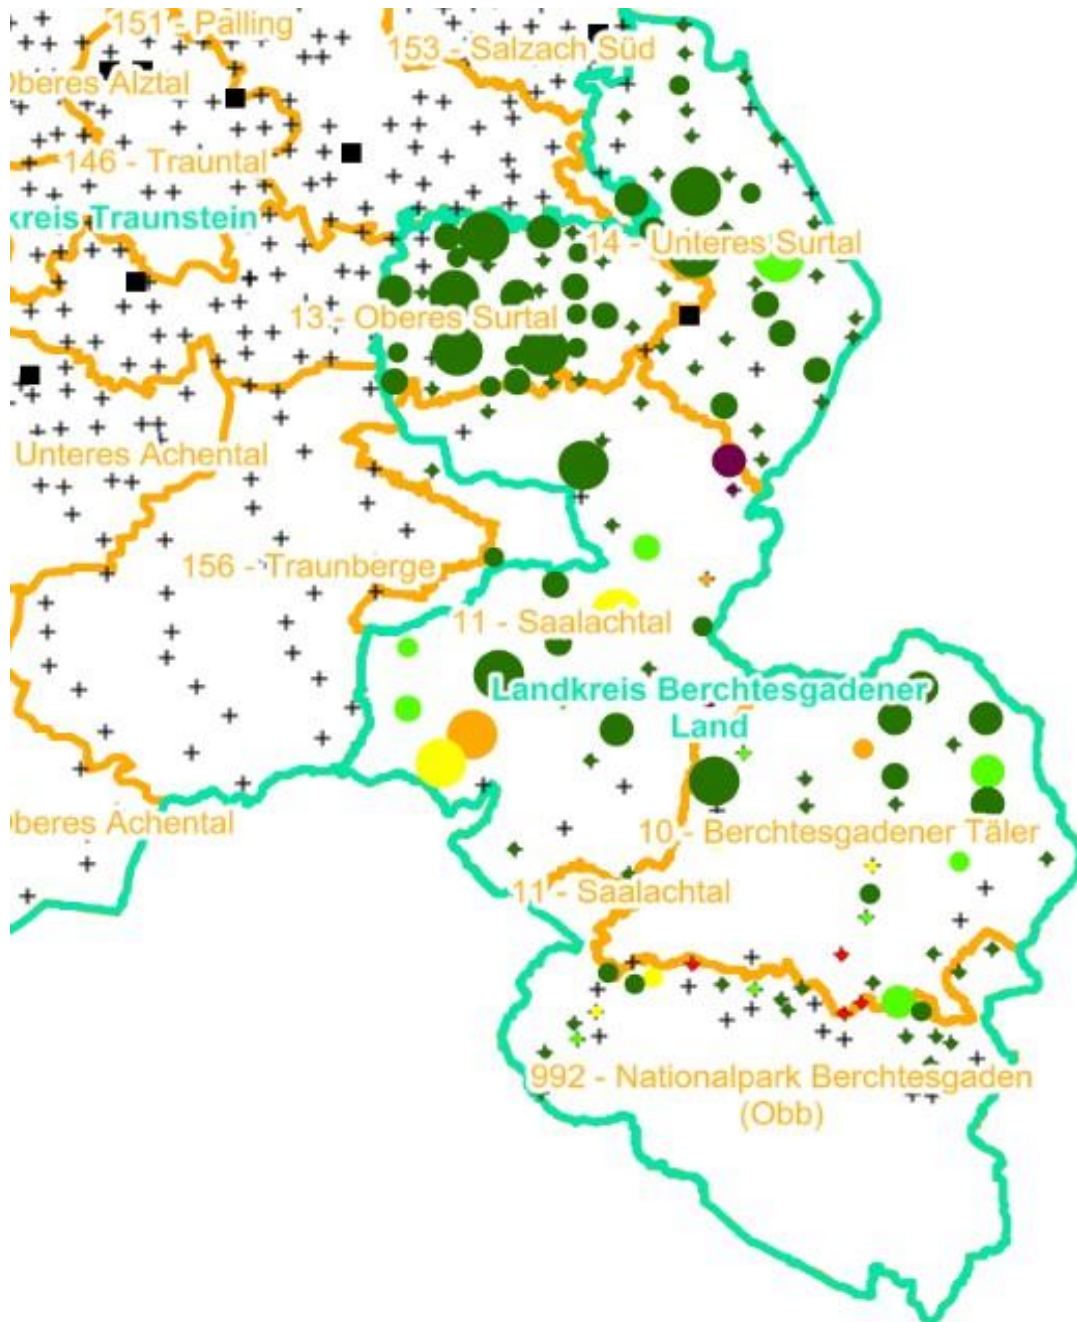 151 - Palling
153 - Salzach Süd
Oberes Alztal
146 - Trauntal
kreis Traunstein
14 - Unteres Surtal
13 - Oberes Surtal
Unteres Achental
156 - Traunberge
11 - Saalachtal
Landkreis Berchtesgadener
Land
Oberes Achental
10 - Berchtesgadener Täler
11 - Saalachtal
992 - Nationalpark Berchtesgaden
(Obb)